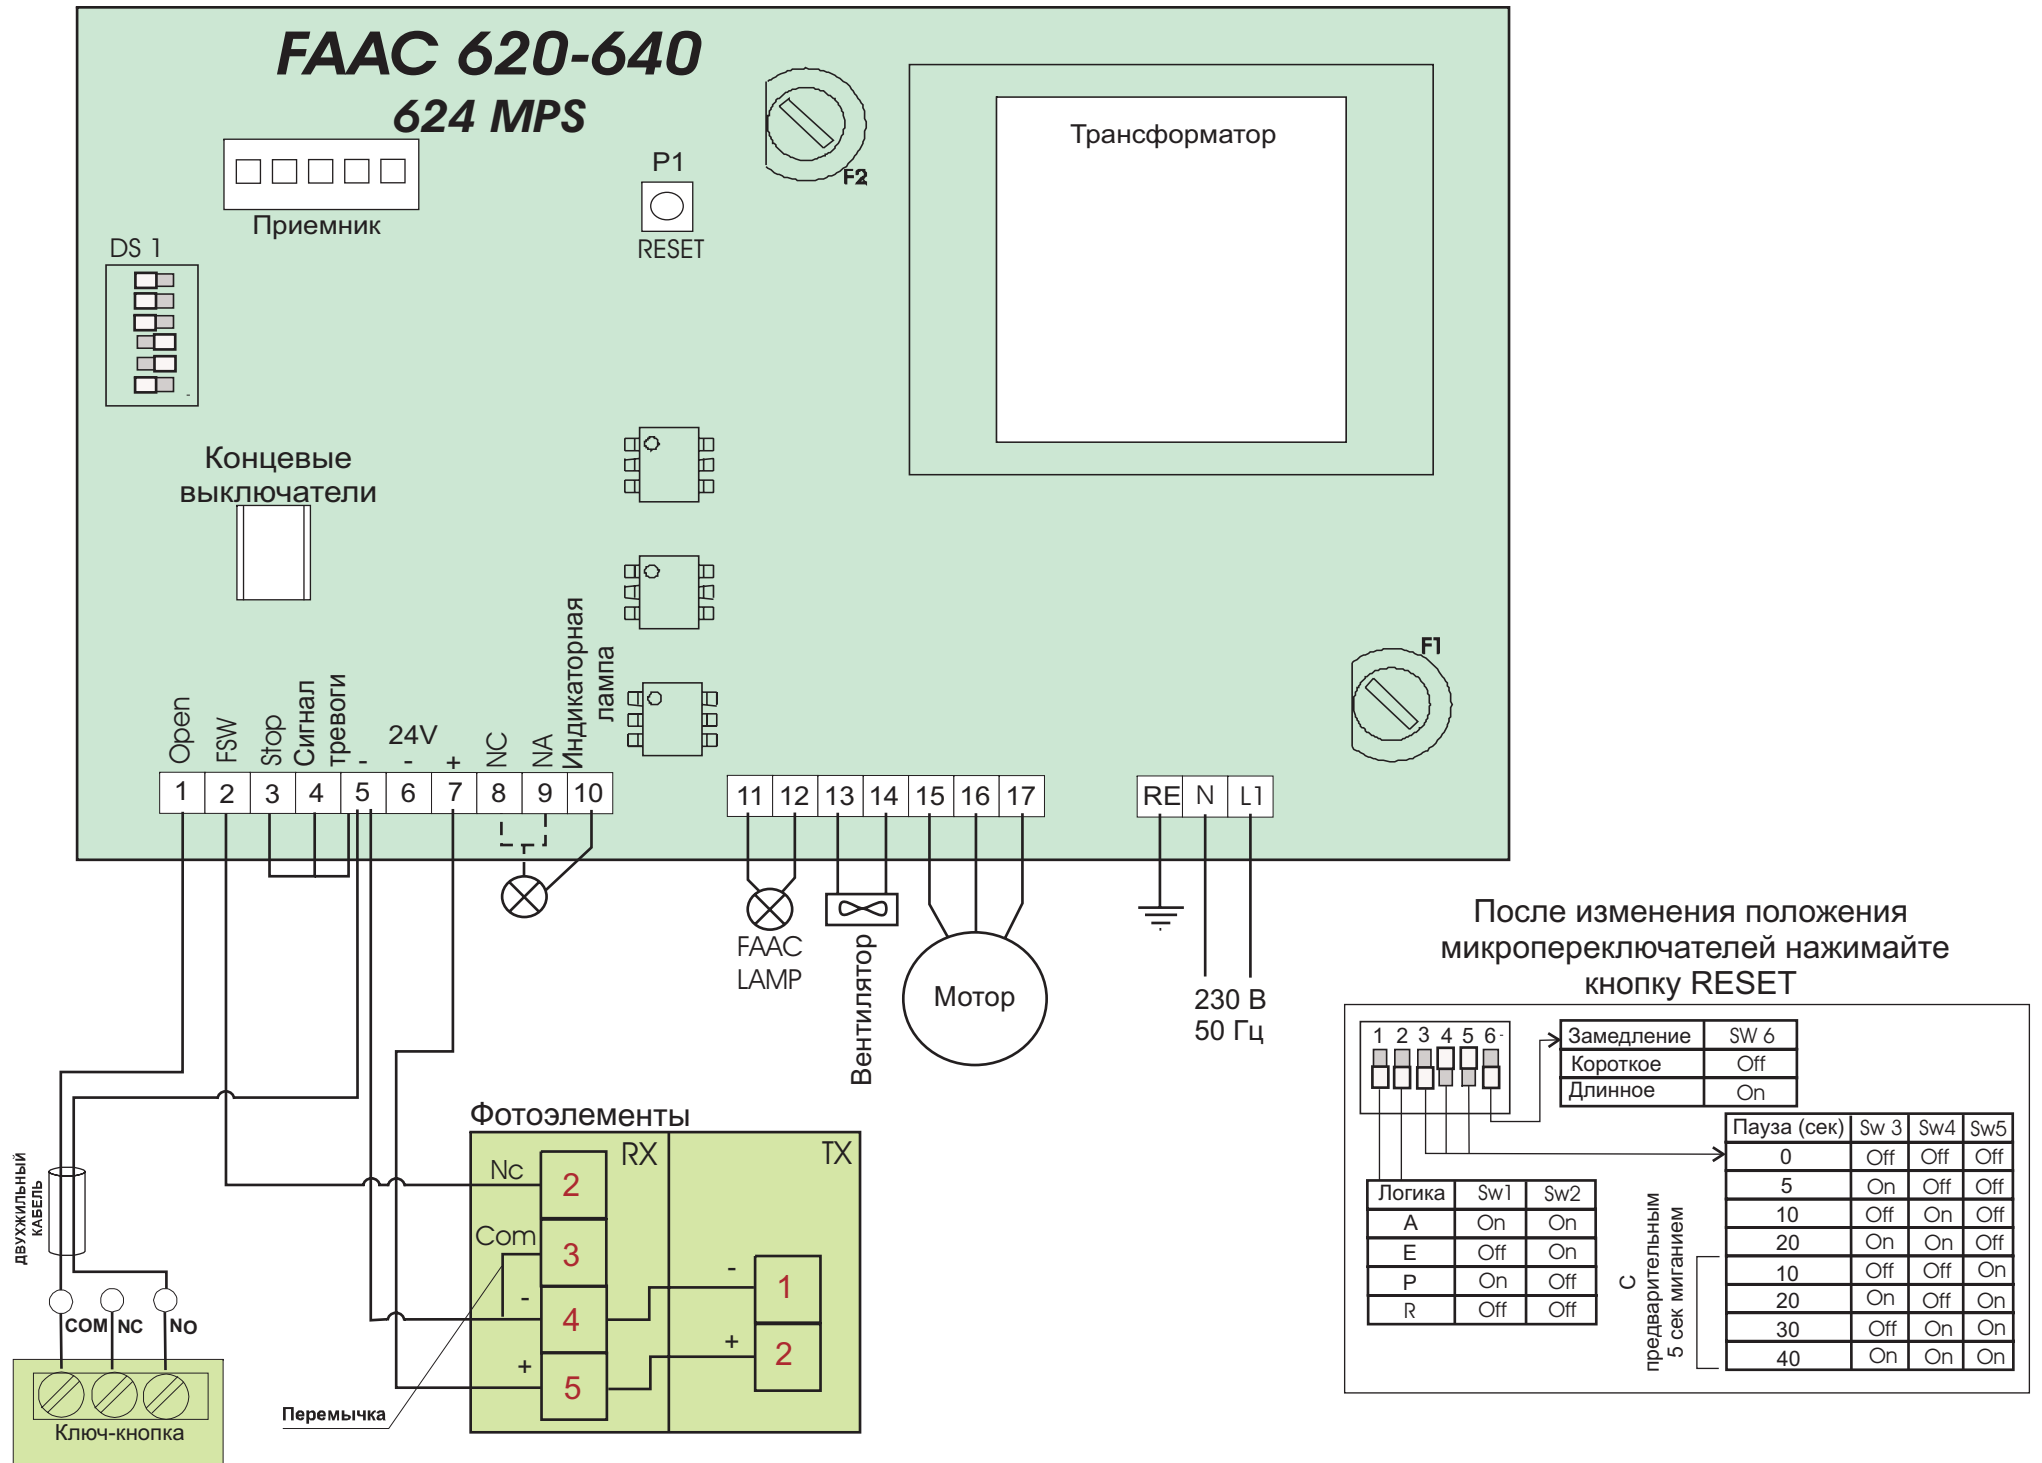 FAAC 620-640
624 MPS
Приемник
P1
RESET
F2
Трансформатор
DS 1
Концевые
выключатели
F1
Open
FSW
Stop
Сигнал
тревоги
-
24V
-
+
NC
NA
Индикаторная
лампа
1 2 3 4 5 6 7 8 9 10
11 12 13 14 15 16 17
RE N L1
FAAC
LAMP
Вентилятор
Мотор
230 В
50 Гц
двухжильный
КАБЕЛЬ
COM NC NO
Ключ-кнопка
Фотоэлементы
RX
TX
Nc
2
Com
3
-
4
+
5
-
1
+
2
Перемычка
После изменения положения
микропереключателей нажимайте
кнопку RESET
1 2 3 4 5 6
Замедление SW 6
Короткое Off
Длинное On
Пауза (сек) Sw 3 Sw4 Sw5
0 Off Off Off
5 On Off Off
10 Off On Off
20 On On Off
10 Off Off On
20 On Off On
30 Off On On
40 On On On
С
предварительным
5 сек миганием
Логика Sw1 Sw2
A On On
E Off On
P On Off
R Off Off